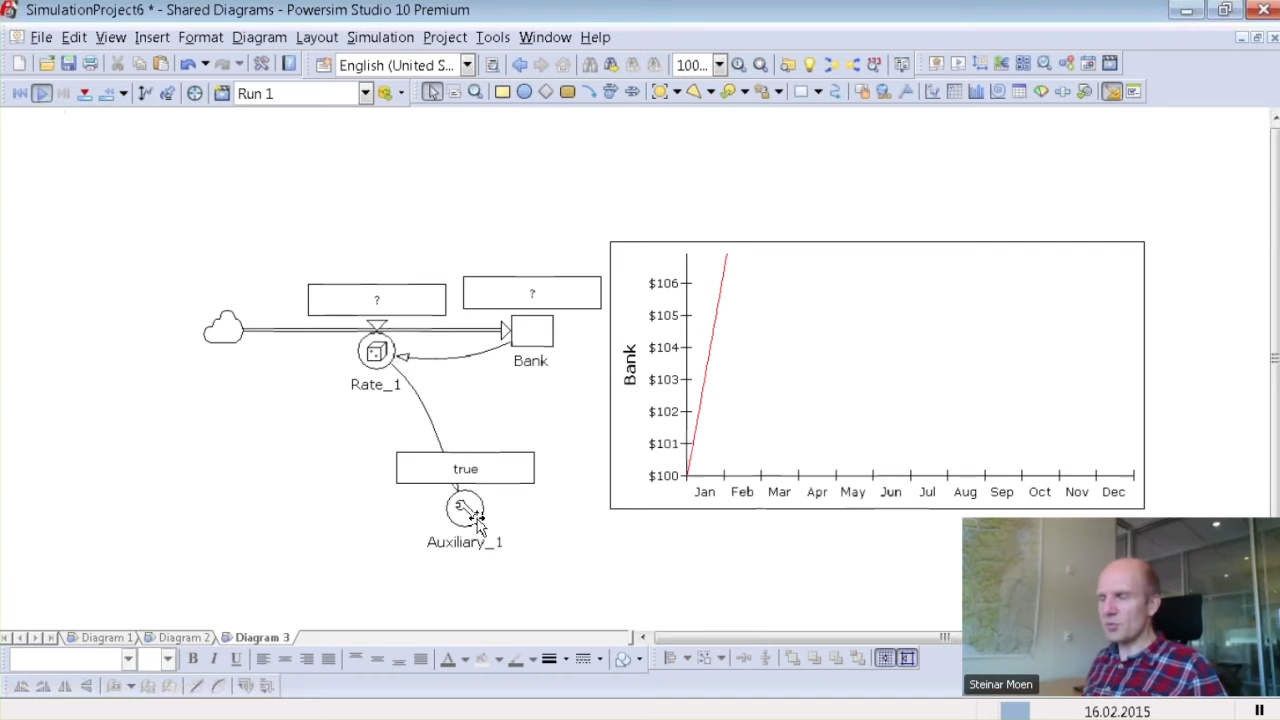 SimulationProject6 * - Shared Diagrams - Powersim Studio 10 Premium
File Edit View Insert Format Diagram Layout Simulation Project Tools Window Help
English (United S... 100...
Run 1
? ?
Rate_1 Bank
true
Auxiliary_1
Bank
$106
$105
$104
$103
$102
$101
$100
Jan Feb Mar Apr May Jun Jul Aug Sep Oct Nov Dec
Steinar Moen
Diagram 1 Diagram 2 Diagram 3
B I U A
16.02.2015